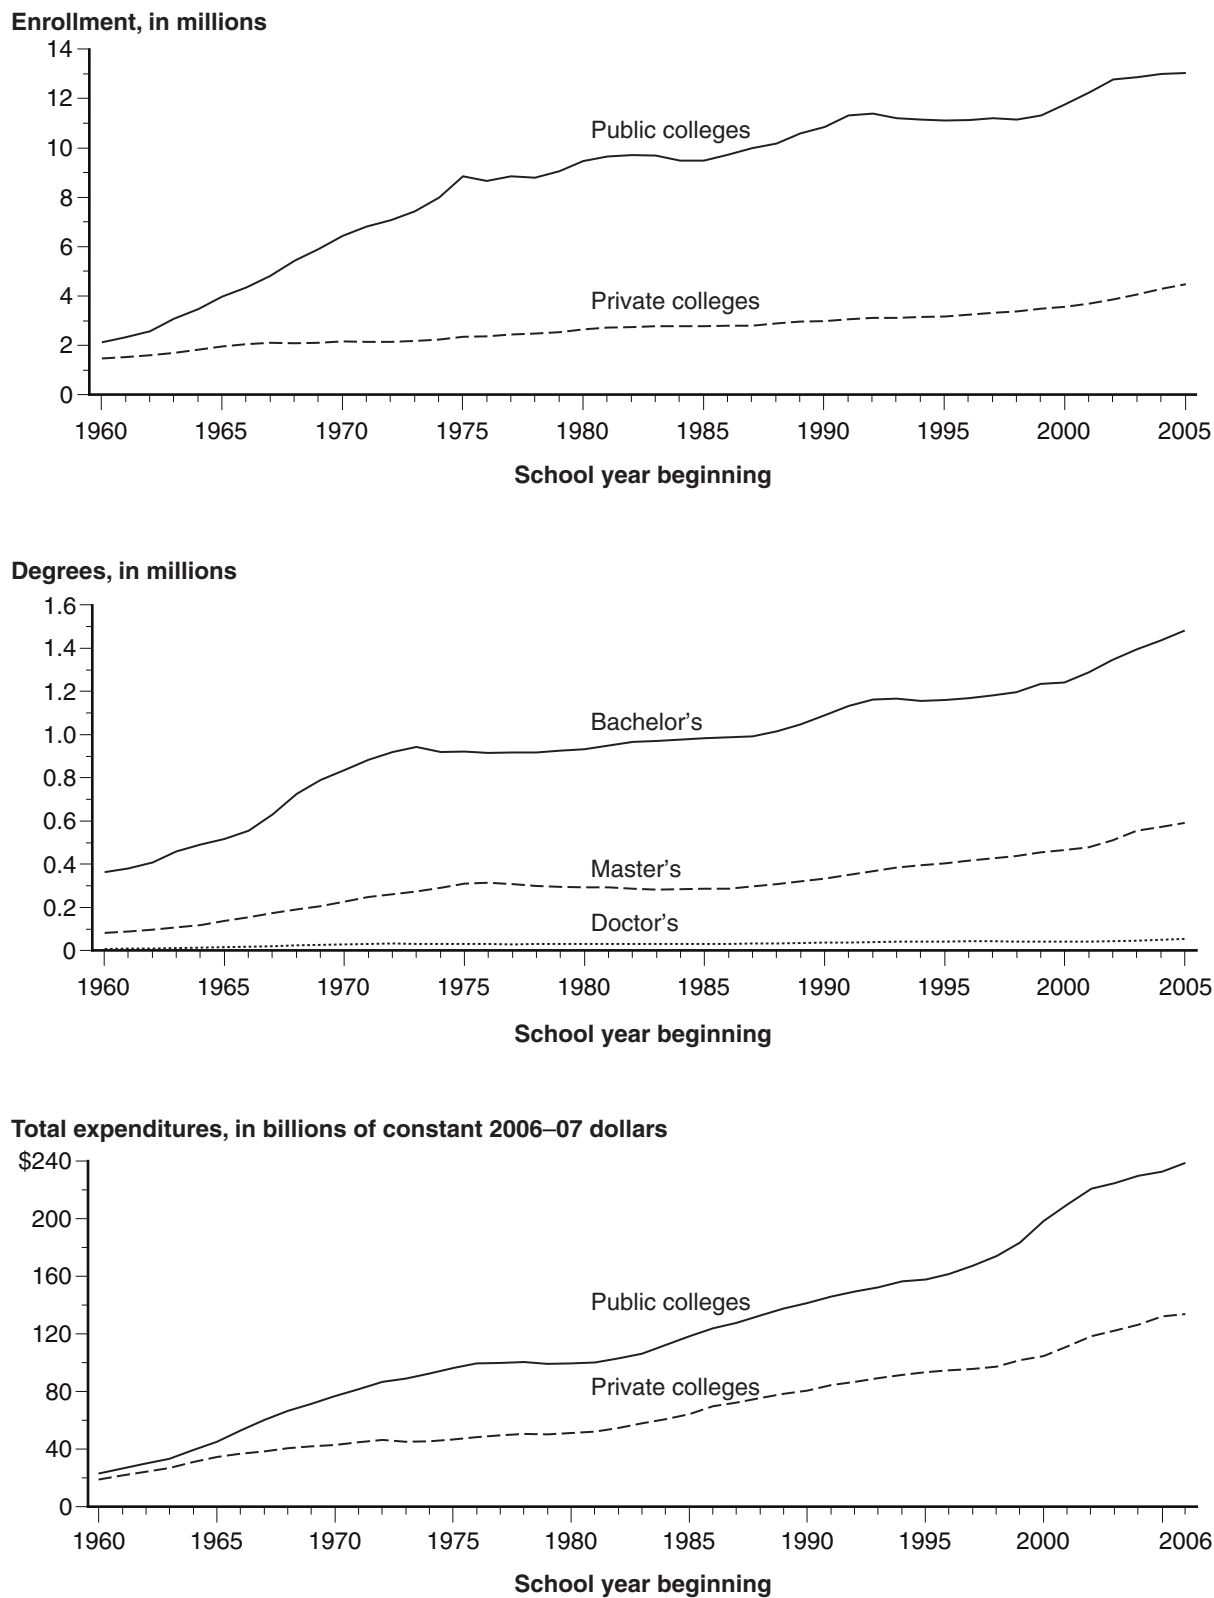 Enrollment, in millions
14
12
10
8
6
4
2
0
Public colleges
Private colleges
1960 1965 1970 1975 1980 1985 1990 1995 2000 2005
School year beginning
Degrees, in millions
1.6
1.4
1.2
1.0
0.8
0.6
0.4
0.2
0
Bachelor’s
Master’s
Doctor’s
1960 1965 1970 1975 1980 1985 1990 1995 2000 2005
School year beginning
Total expenditures, in billions of constant 2006–07 dollars
$240
200
160
120
80
40
0
Public colleges
Private colleges
1960 1965 1970 1975 1980 1985 1990 1995 2000 2006
School year beginning